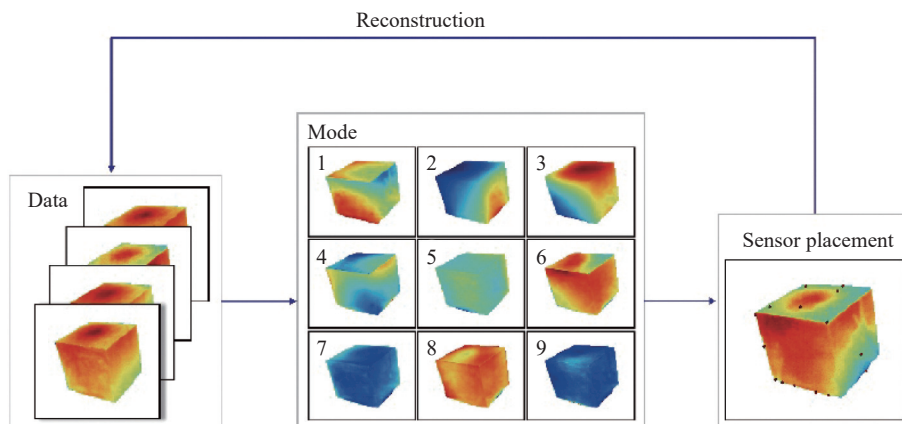 Reconstruction
Mode
Data
1
2
3
4
5
6
7
8
9
Sensor placement